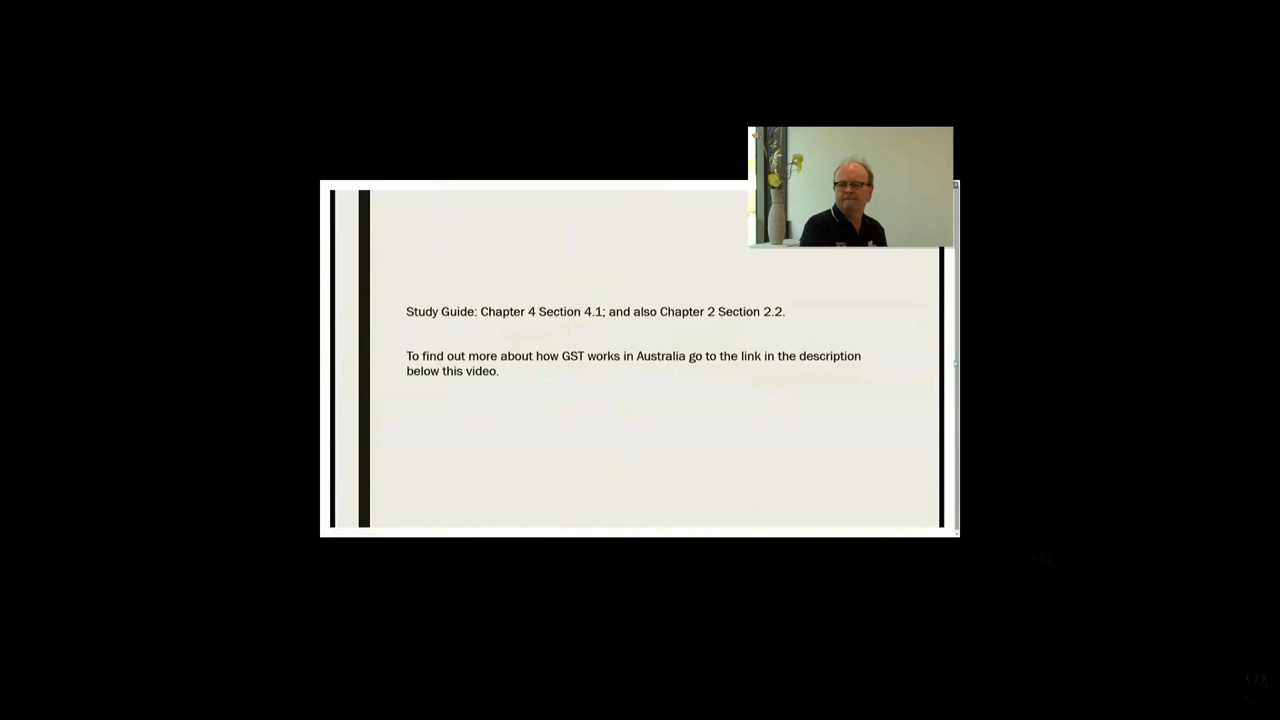 Study Guide: Chapter 4 Section 4.1; and also Chapter 2 Section 2.2.
To find out more about how GST works in Australia go to the link in the description
below this video.